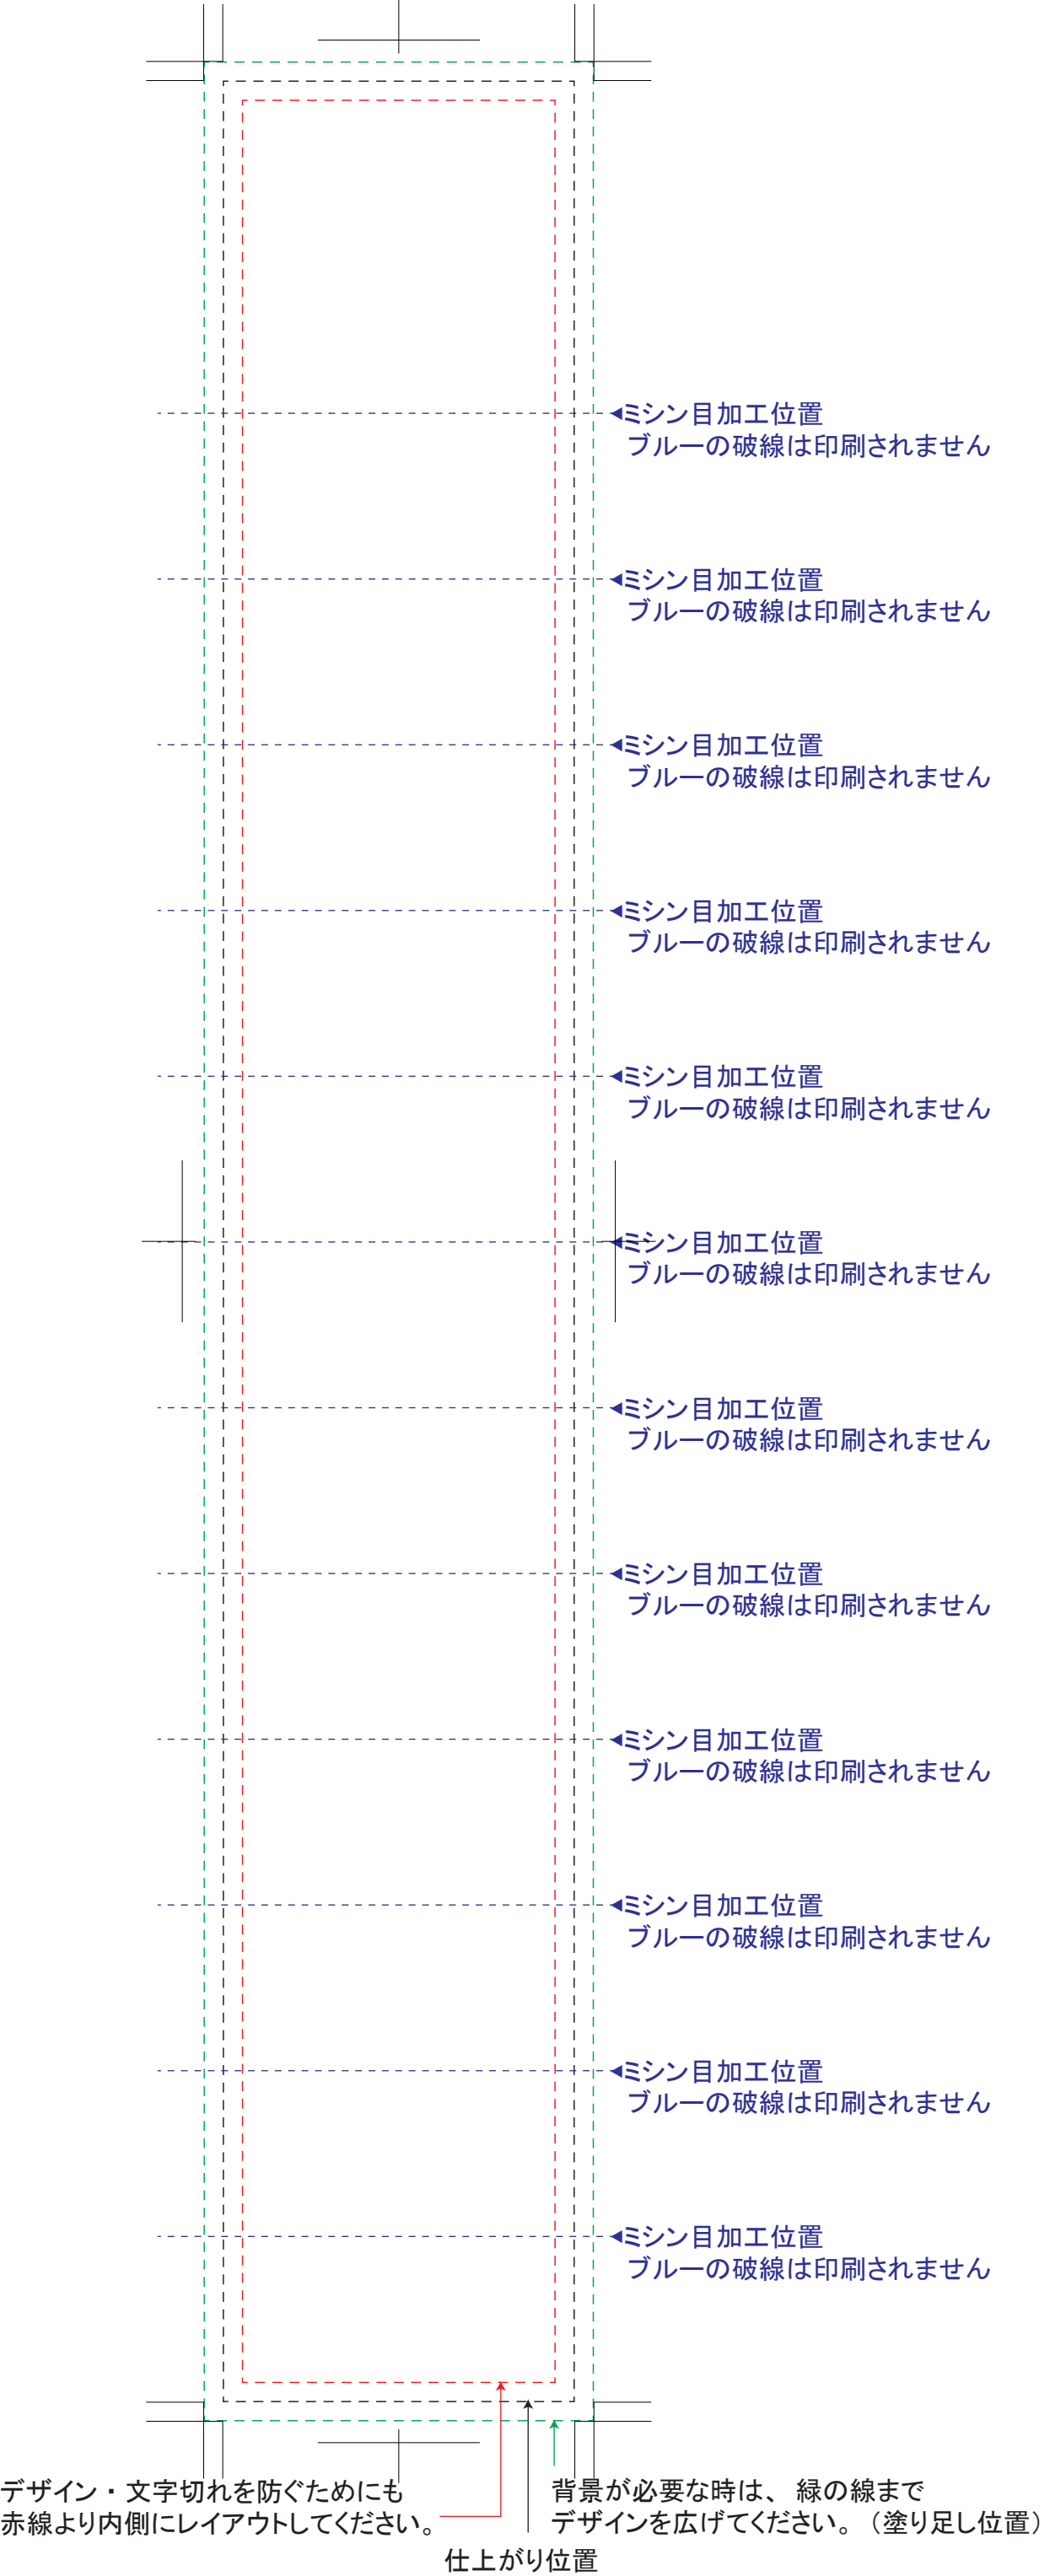 ミシン目加工位置
ブルーの破線は印刷されません
ミシン目加工位置
ブルーの破線は印刷されません
ミシン目加工位置
ブルーの破線は印刷されません
ミシン目加工位置
ブルーの破線は印刷されません
ミシン目加工位置
ブルーの破線は印刷されません
ミシン目加工位置
ブルーの破線は印刷されません
ミシン目加工位置
ブルーの破線は印刷されません
ミシン目加工位置
ブルーの破線は印刷されません
ミシン目加工位置
ブルーの破線は印刷されません
ミシン目加工位置
ブルーの破線は印刷されません
ミシン目加工位置
ブルーの破線は印刷されません
ミシン目加工位置
ブルーの破線は印刷されません
デザイン・文字切れを防ぐためにも
赤線より内側にレイアウトしてください。
背景が必要な時は、緑の線まで
デザインを広げてください。（塗り足し位置）
仕上がり位置